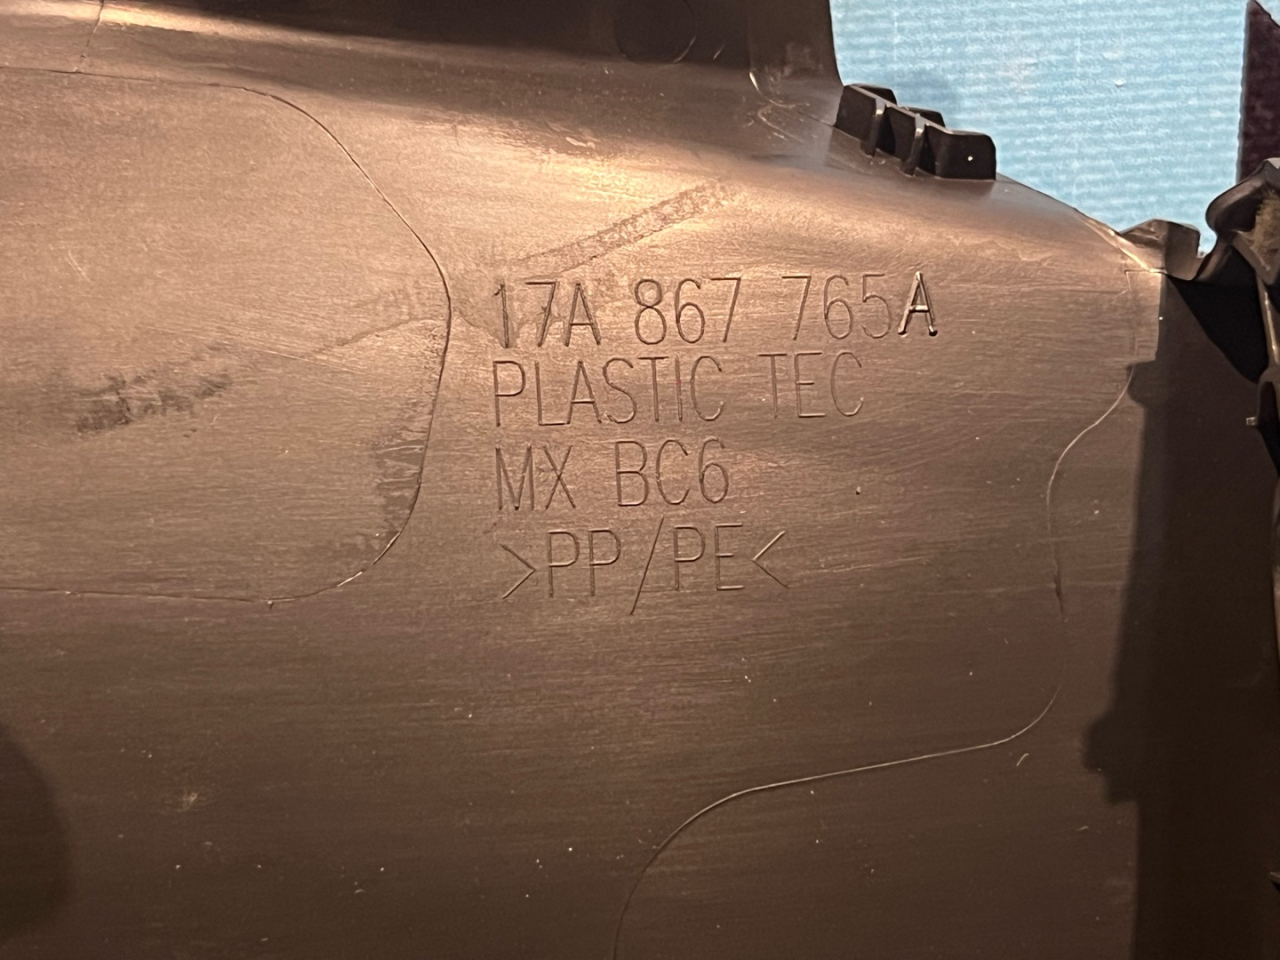 17A 867 765A
PLASTIC TEC
MX BC6
>PP/PE<